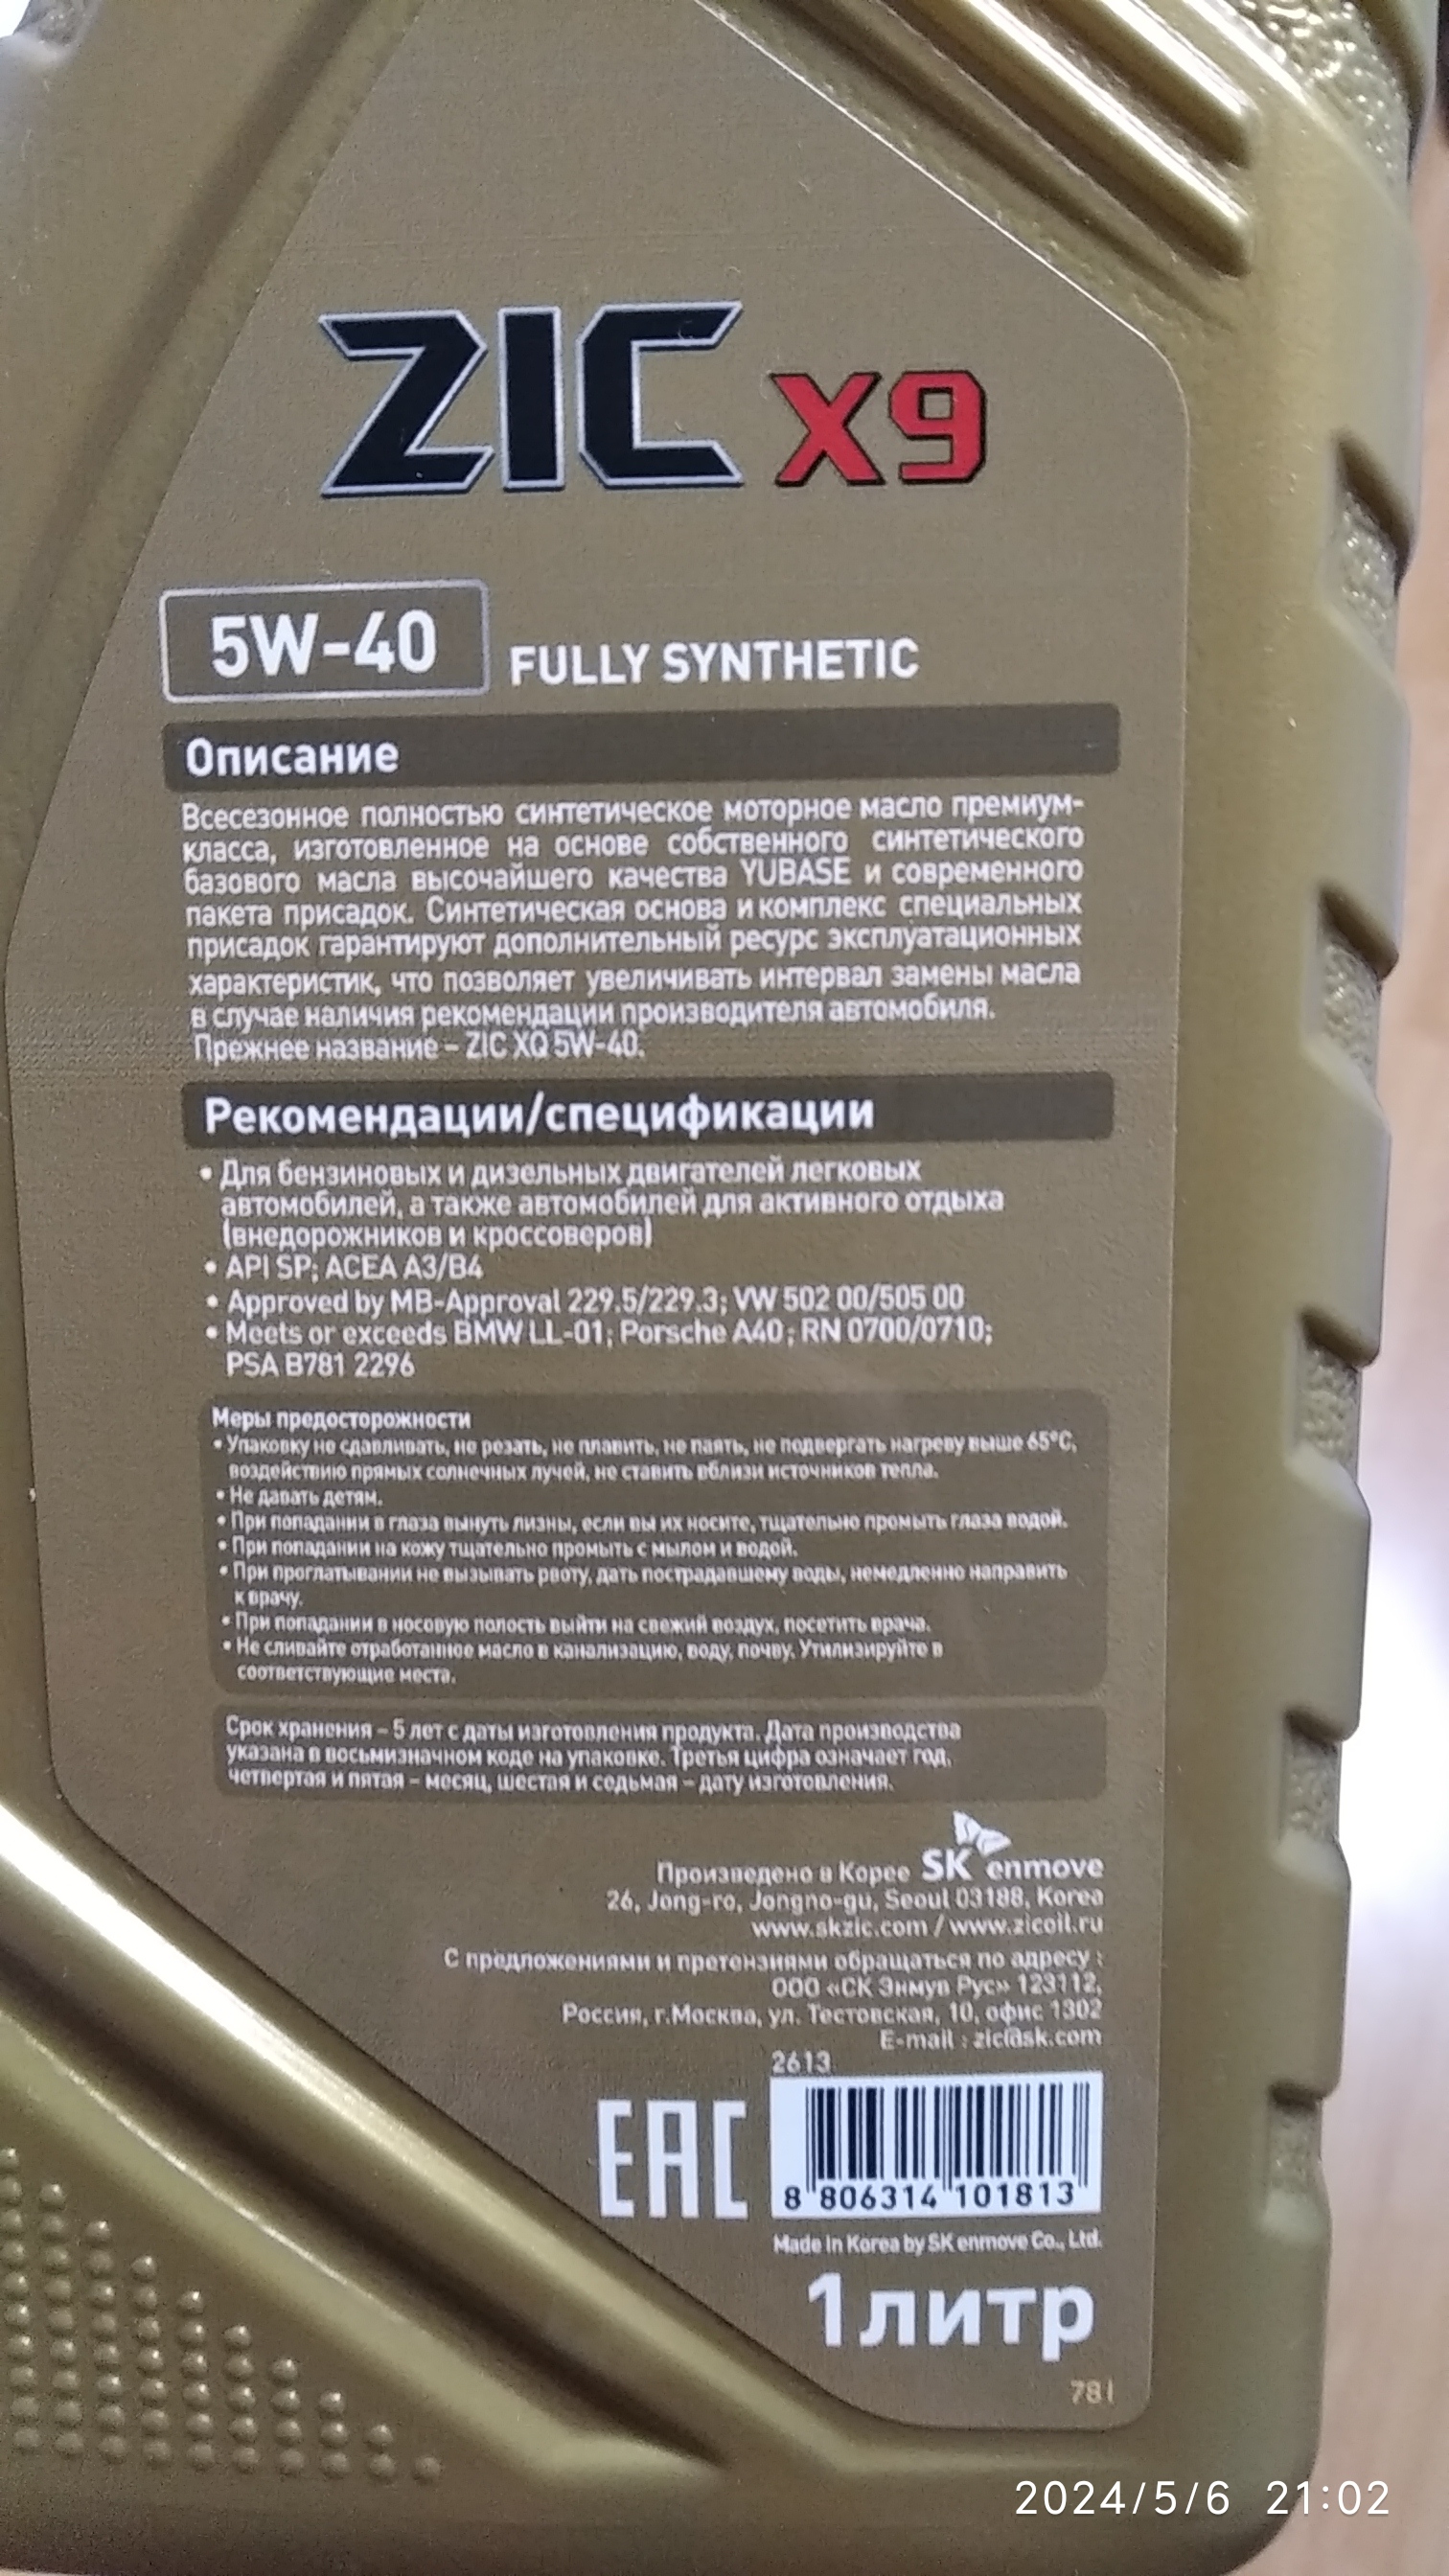 ZIC X9
5W-40 FULLY SYNTHETIC
Описание
Всесезонное полностью синтетическое моторное масло премиум-
класса, изготовленное на основе собственного синтетического
базового масла высочайшего качества YUBASE и современного
пакета присадок. Синтетическая основа и комплекс специальных
присадок гарантируют дополнительный ресурс эксплуатационных
характеристик, что позволяет увеличивать интервал замены масла
в случае наличия рекомендации производителя автомобиля.
Прежнее название – ZIC XQ 5W-40.
Рекомендации/спецификации
• Для бензиновых и дизельных двигателей легковых
автомобилей, а также автомобилей для активного отдыха
(внедорожников и кроссоверов)
• API SP; ACEA A3/B4
• Approved by MB-Approval 229.5/229.3; VW 502 00/505 00
• Meets or exceeds BMW LL-01; Porsche A40; RN 0700/0710;
PSA B781 2296
Меры предосторожности
• Упаковку не сдавливать, не резать, не плавить, не паять, не подвергать нагреву выше 65°C,
воздействию прямых солнечных лучей, не ставить вблизи источников тепла.
• Не давать детям.
• При попадании в глаза вынуть линзы, если вы их носите, тщательно промыть глаза водой.
• При попадании на кожу тщательно промыть с мылом и водой.
• При проглатывании не вызывать рвоту, дать пострадавшему воды, немедленно направить
к врачу.
• При попадании в носовую полость выйти на свежий воздух, посетить врача.
• Не сливайте отработанное масло в канализацию, воду, почву. Утилизируйте в
соответствующие места.
Срок хранения – 5 лет с даты изготовления продукта. Дата производства
указана в восьмизначном коде на упаковке. Третья цифра означает год,
четвертая и пятая – месяц, шестая и седьмая – дату изготовления.
Произведено в Корее SK enmove
26, Jong-ro, Jongno-gu, Seoul 03188, Korea
www.skzic.com / www.zicoil.ru
С предложениями и претензиями обращаться по адресу :
ООО «СК Энмув Рус» 123112,
Россия, г.Москва, ул. Тестовская, 10, офис 1302
E-mail : zic@sk.com
2613
EAC
8 806314 101813
Made in Korea by SK enmove Co., Ltd.
1литр
781
2024/5/6 21:02